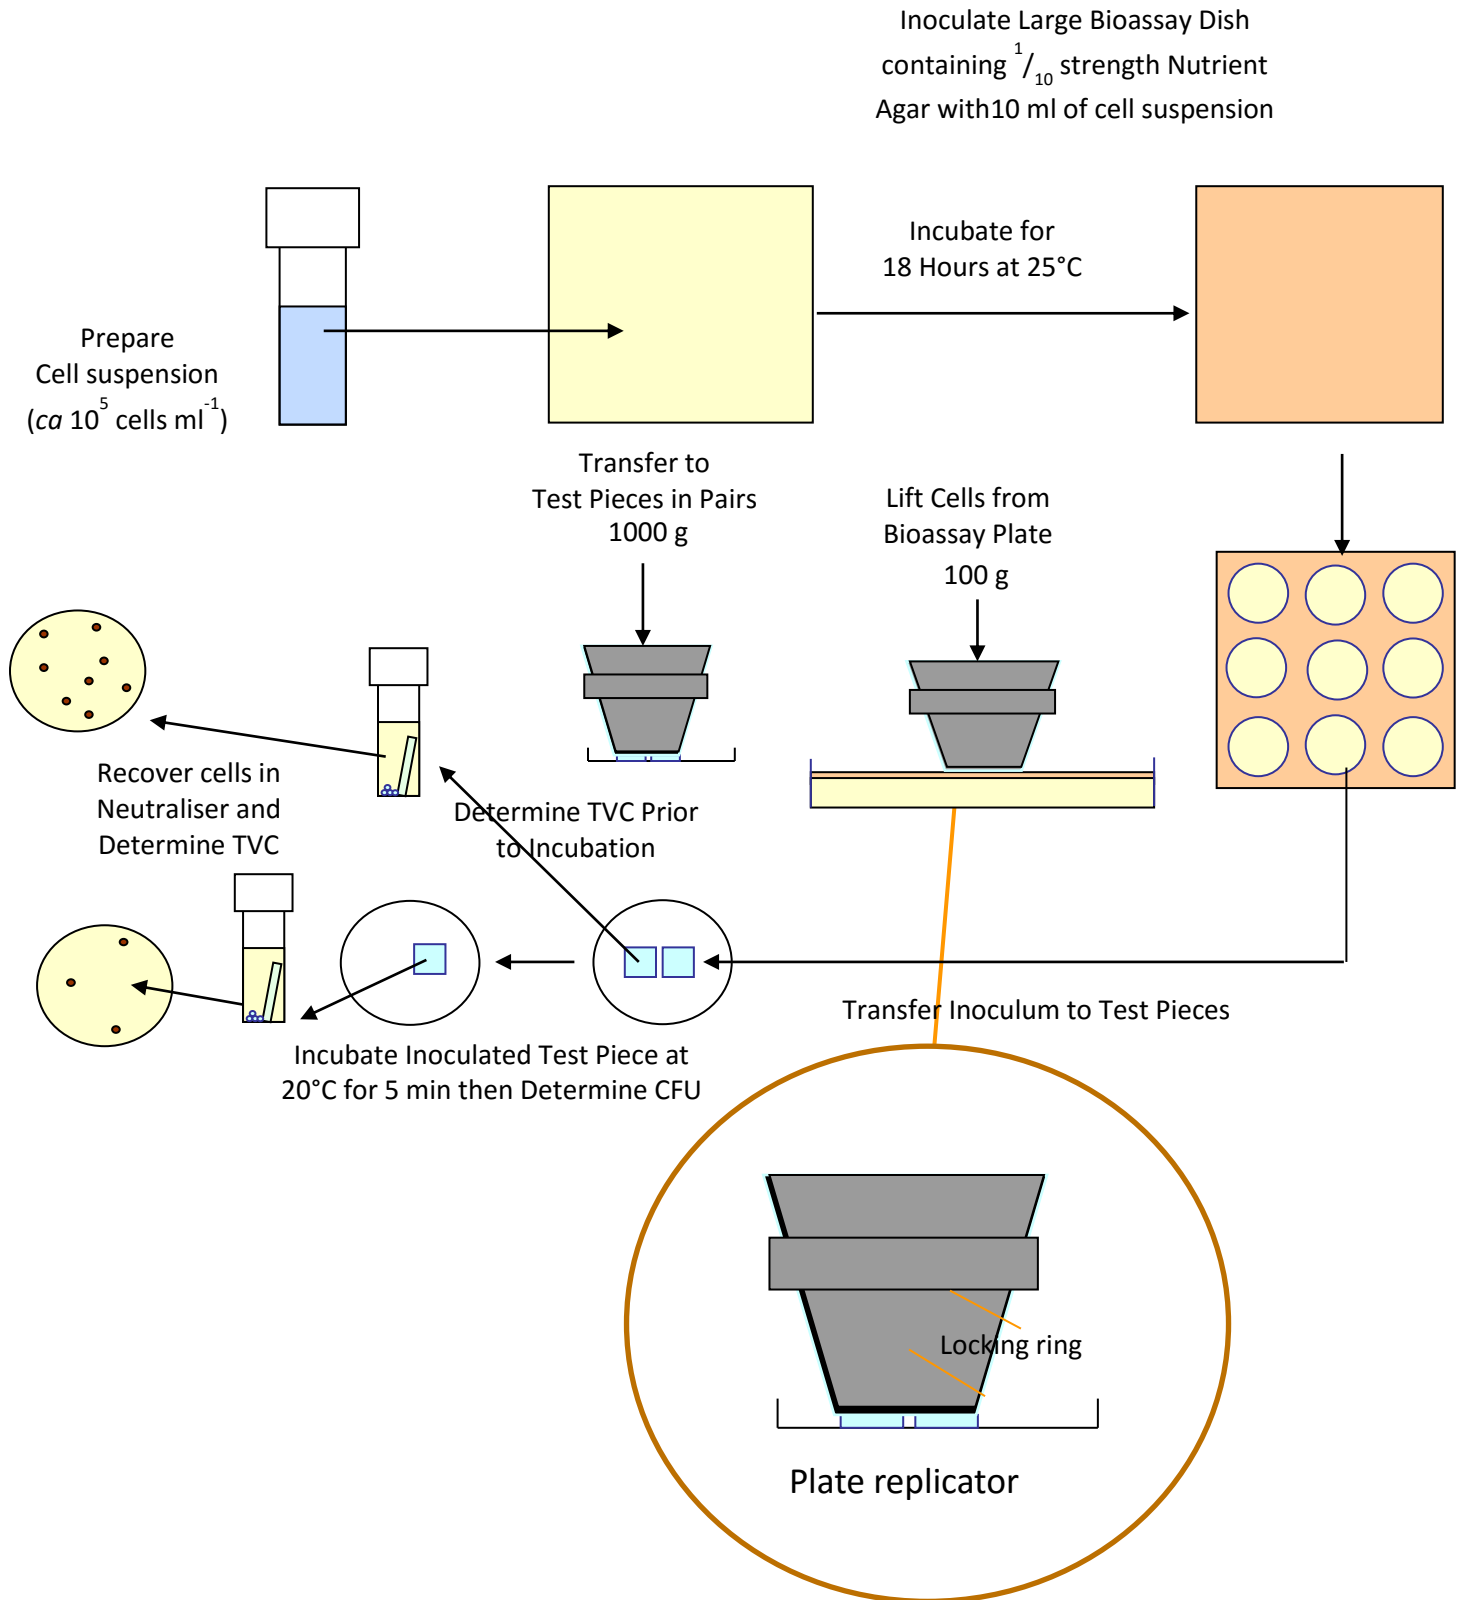 Inoculate Large Bioassay Dish
containing 1/10 strength Nutrient
Agar with10 ml of cell suspension
Incubate for
18 Hours at 25°C
Prepare
Cell suspension
(ca 10^5 cells ml^-1)
Transfer to
Test Pieces in Pairs
1000 g
Lift Cells from
Bioassay Plate
100 g
Recover cells in
Neutraliser and
Determine TVC
Determine TVC Prior
to Incubation
Transfer Inoculum to Test Pieces
Incubate Inoculated Test Piece at
20°C for 5 min then Determine CFU
Locking ring
Plate replicator